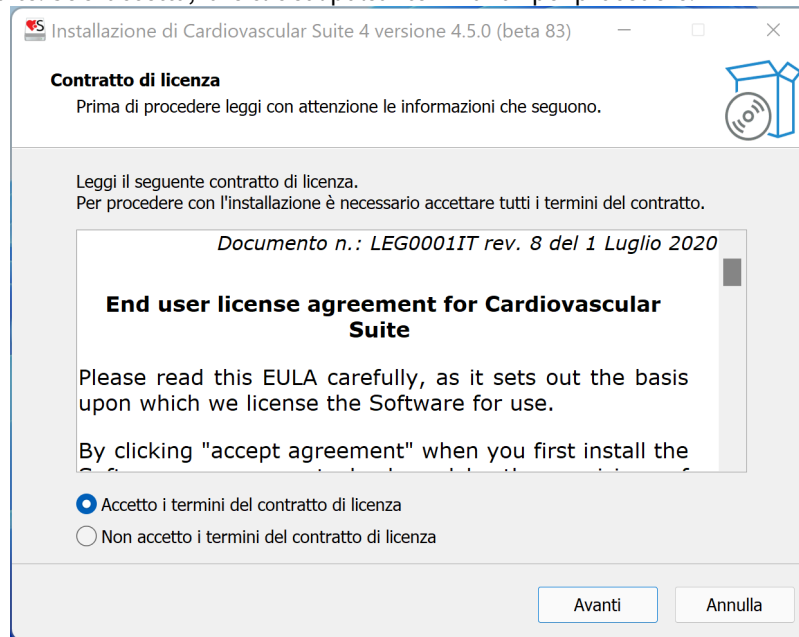 Installazione di Cardiovascular Suite 4 versione 4.5.0 (beta 83)
Contratto di licenza
Prima di procedere leggi con attenzione le informazioni che seguono.
Leggi il seguente contratto di licenza.
Per procedere con l'installazione è necessario accettare tutti i termini del contratto.
Documento n.: LEG0001IT rev. 8 del 1 Luglio 2020
End user license agreement for Cardiovascular
Suite
Please read this EULA carefully, as it sets out the basis
upon which we license the Software for use.
By clicking "accept agreement" when you first install the
Accetto i termini del contratto di licenza
Non accetto i termini del contratto di licenza
Avanti
Annulla